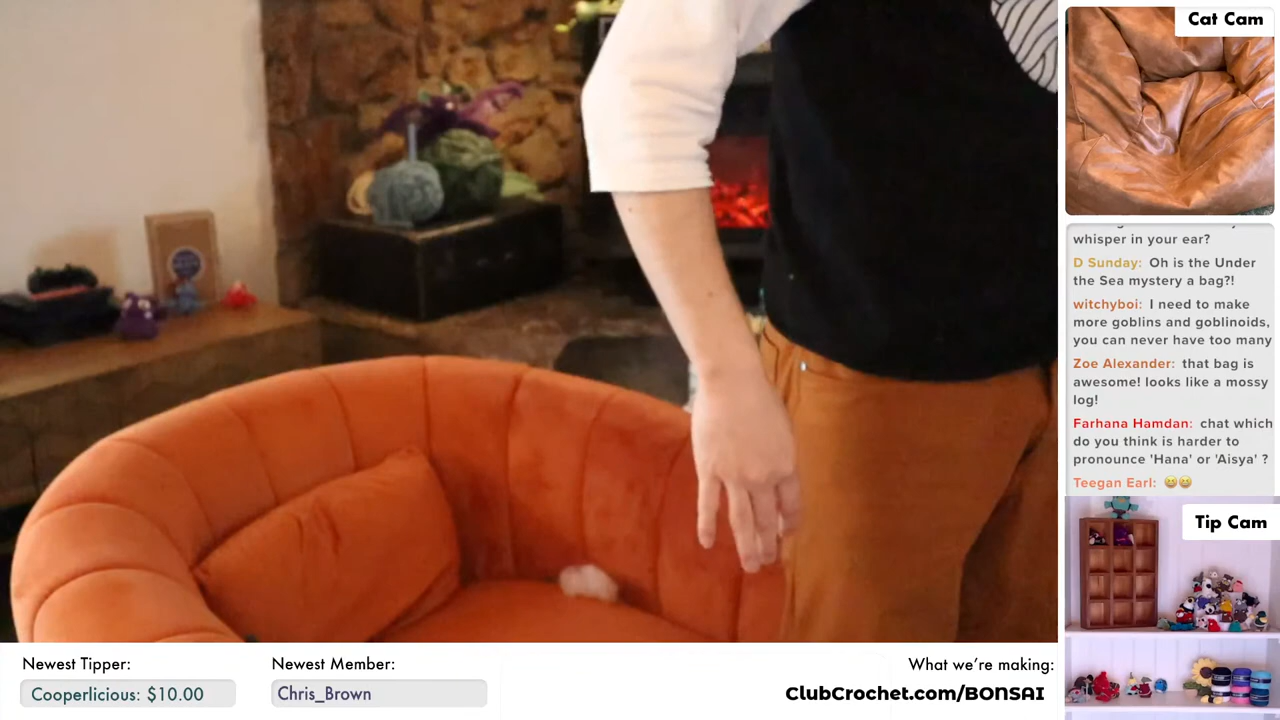 Cat Cam
whisper in your ear?
D Sunday: Oh is the Under
the Sea mystery a bag?!
witchyboi: I need to make
more goblins and goblinoids,
you can never have too many
Zoe Alexander: that bag is
awesome! looks like a mossy
log!
Farhana Hamdan: chat which
do you think is harder to
pronounce 'Hana' or 'Aisya' ?
Teegan Earl: 😆😆
Tip Cam
Newest Tipper:
Cooperlicious: $10.00
Newest Member:
Chris_Brown
What we're making:
ClubCrochet.com/BONSAI